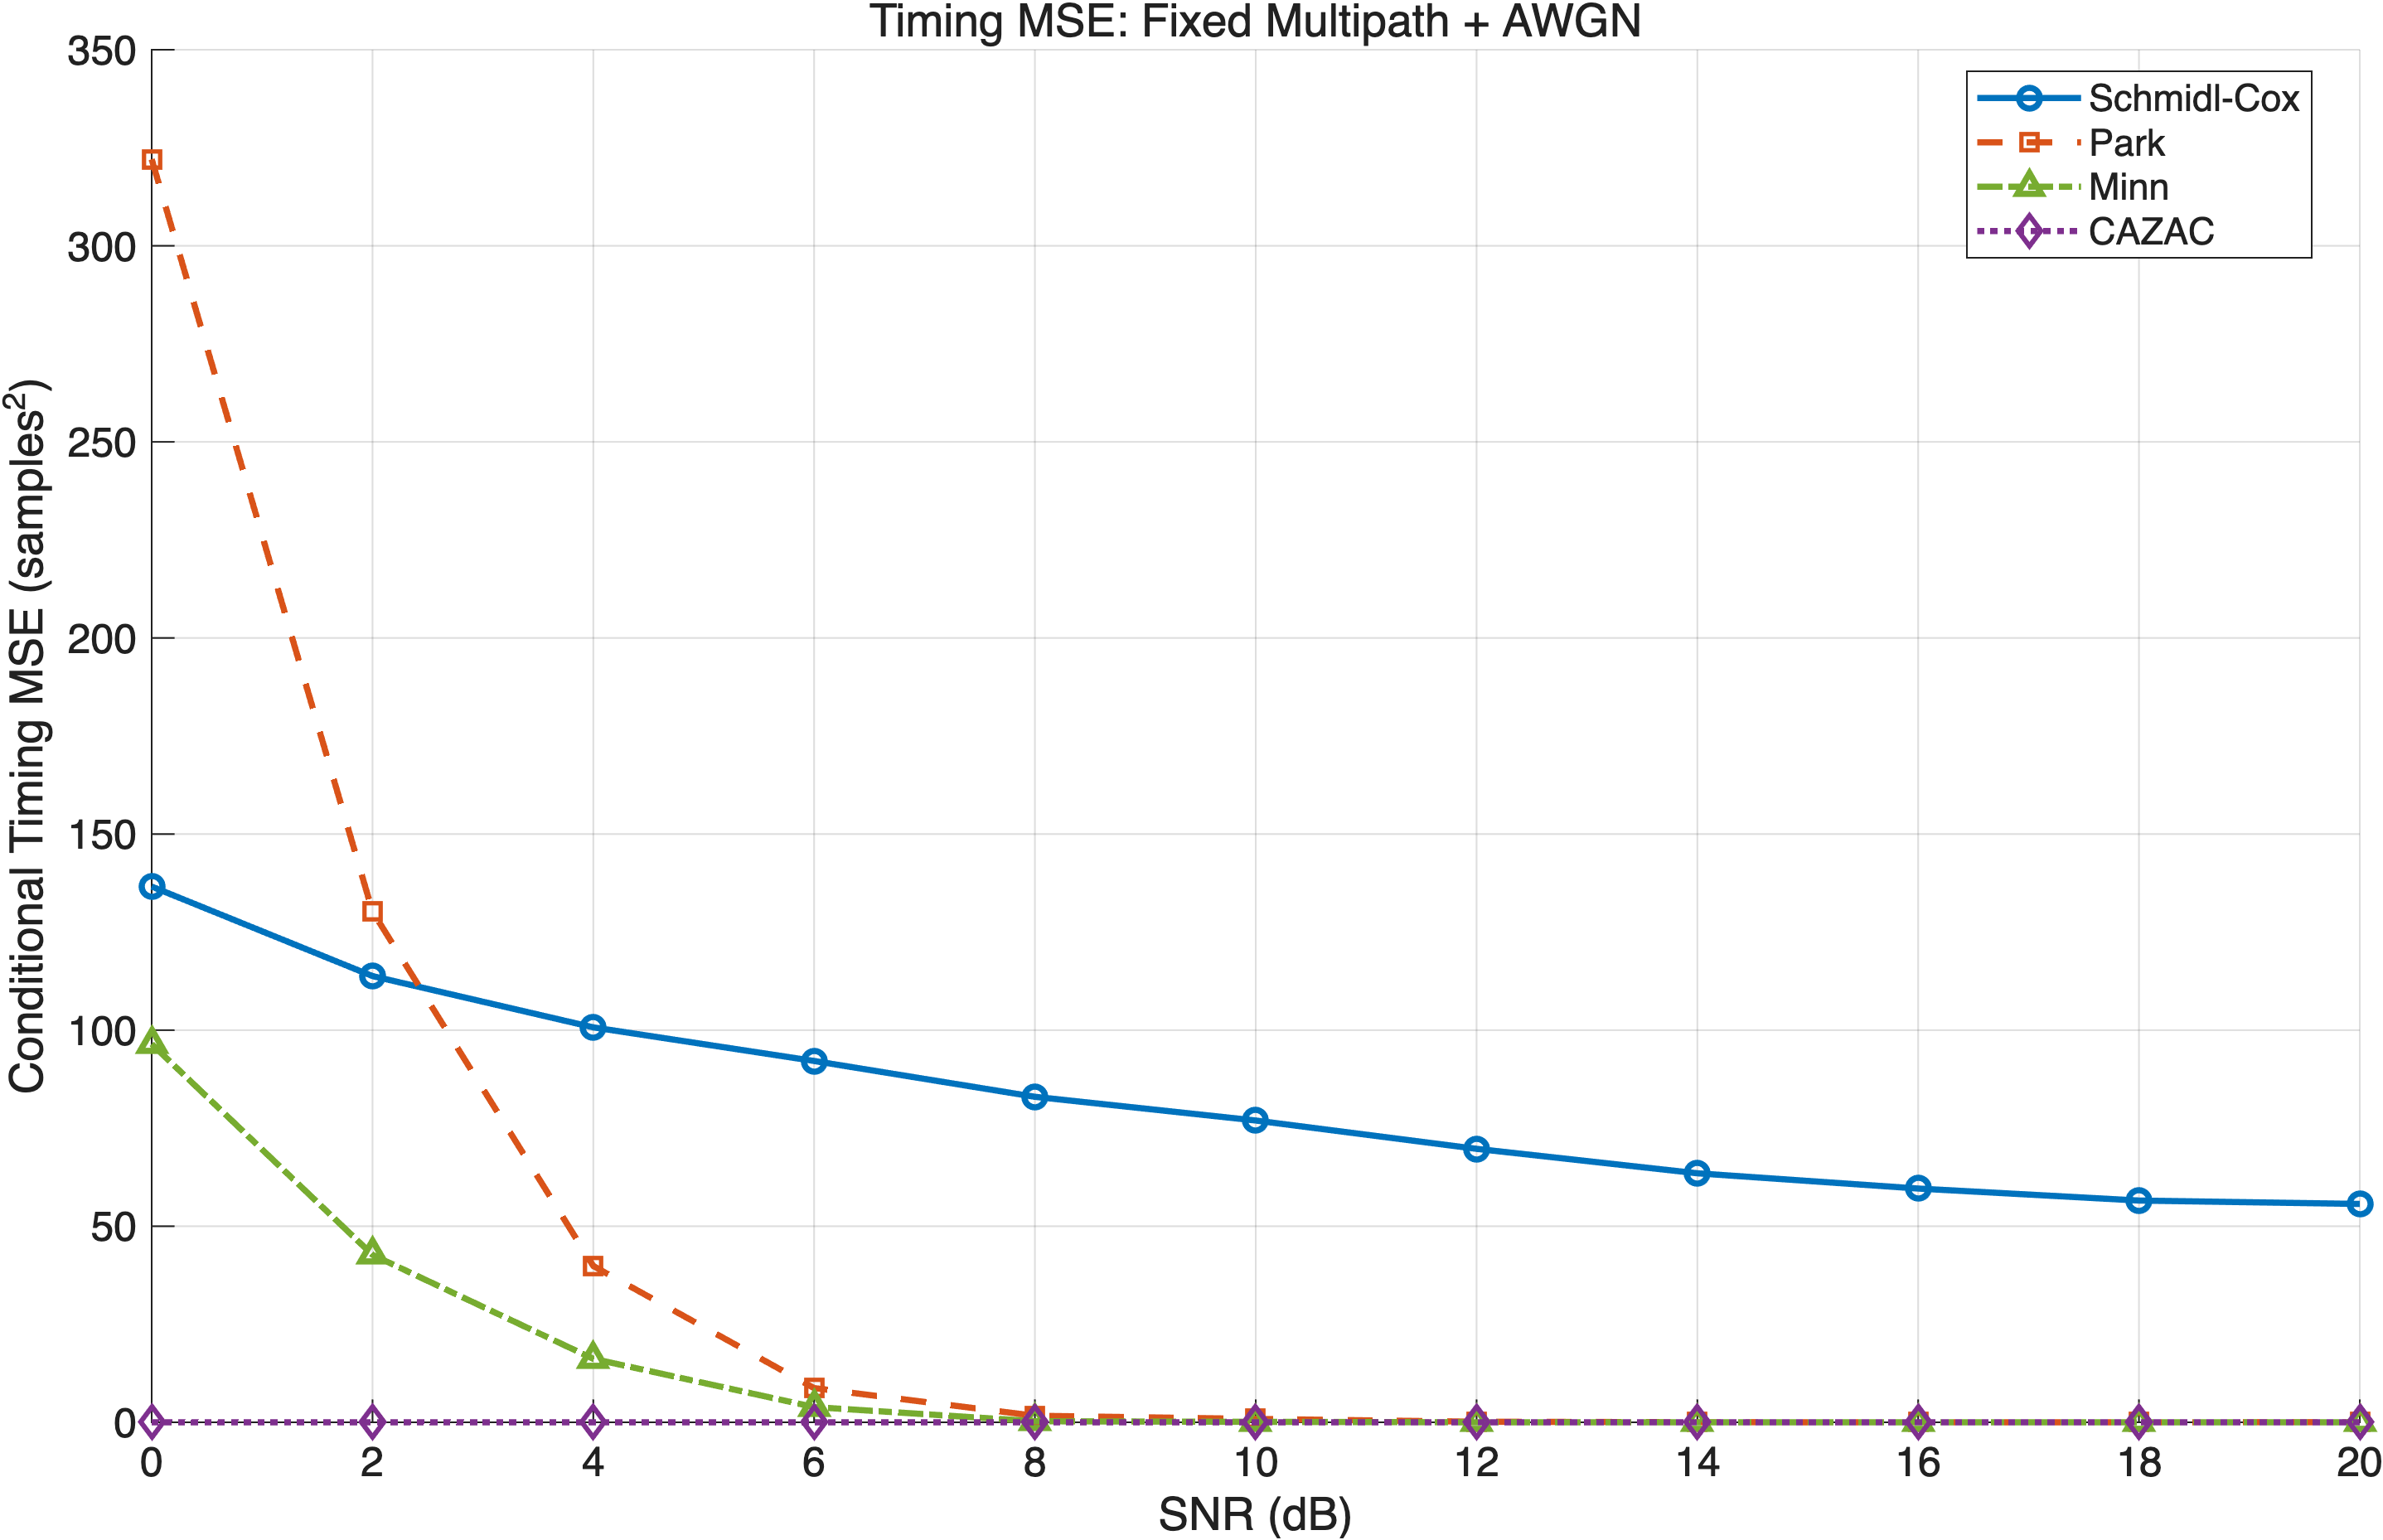 Timing MSE: Fixed Multipath + AWGN
Schmidl-Cox
Park
Minn
CAZAC
Conditional Timing MSE (samples²)
350
300
250
200
150
100
50
0
0 2 4 6 8 10 12 14 16 18 20
SNR (dB)